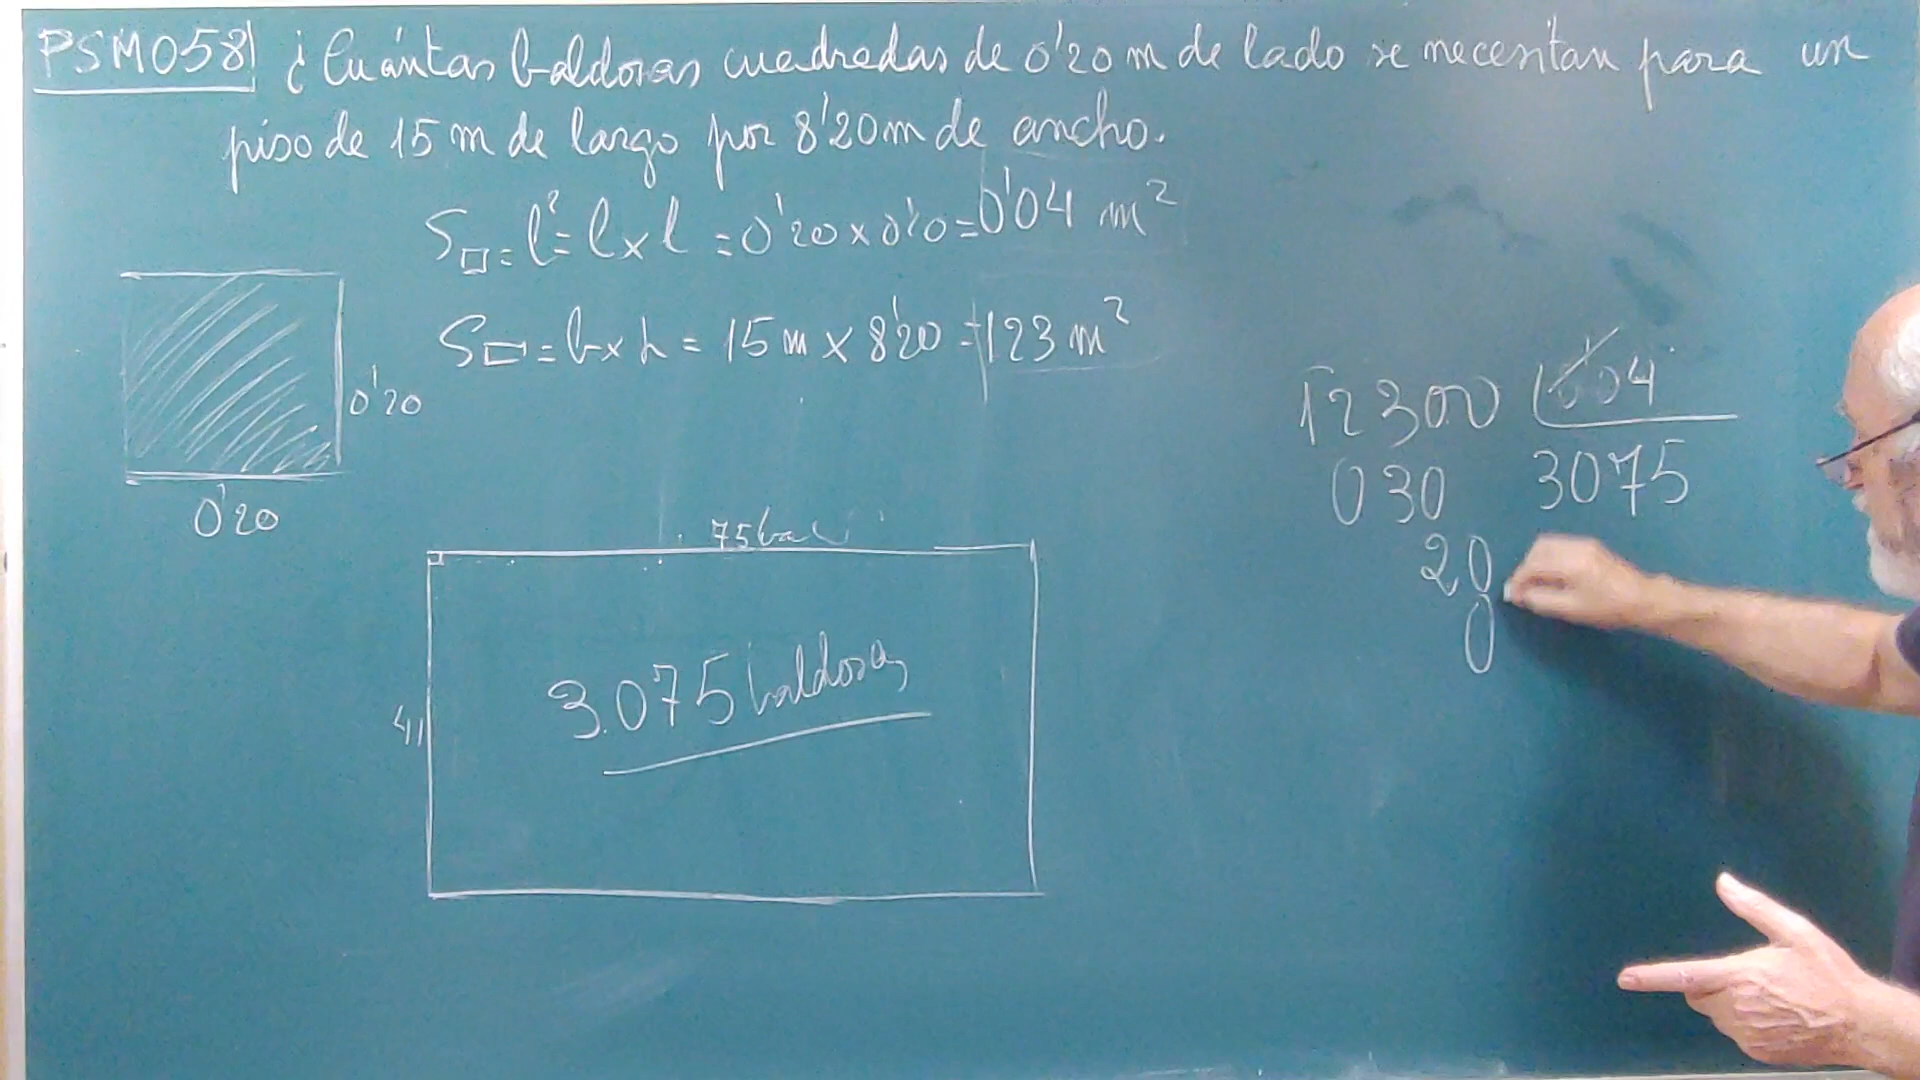 PSM058 ¿Cuántas baldosas cuadradas de 0'20 m de lado se necesitan para un
piso de 15 m de largo por 8'20 m de ancho.
S□ = l² = l x l = 0'20 x 0'20 = 0'04 m²
S▭ = b x h = 15 m x 8'20 = 123 m²
0'20
0'20
12300 0'04
030 3075
20
0
75 bal
41
3.075 baldosas